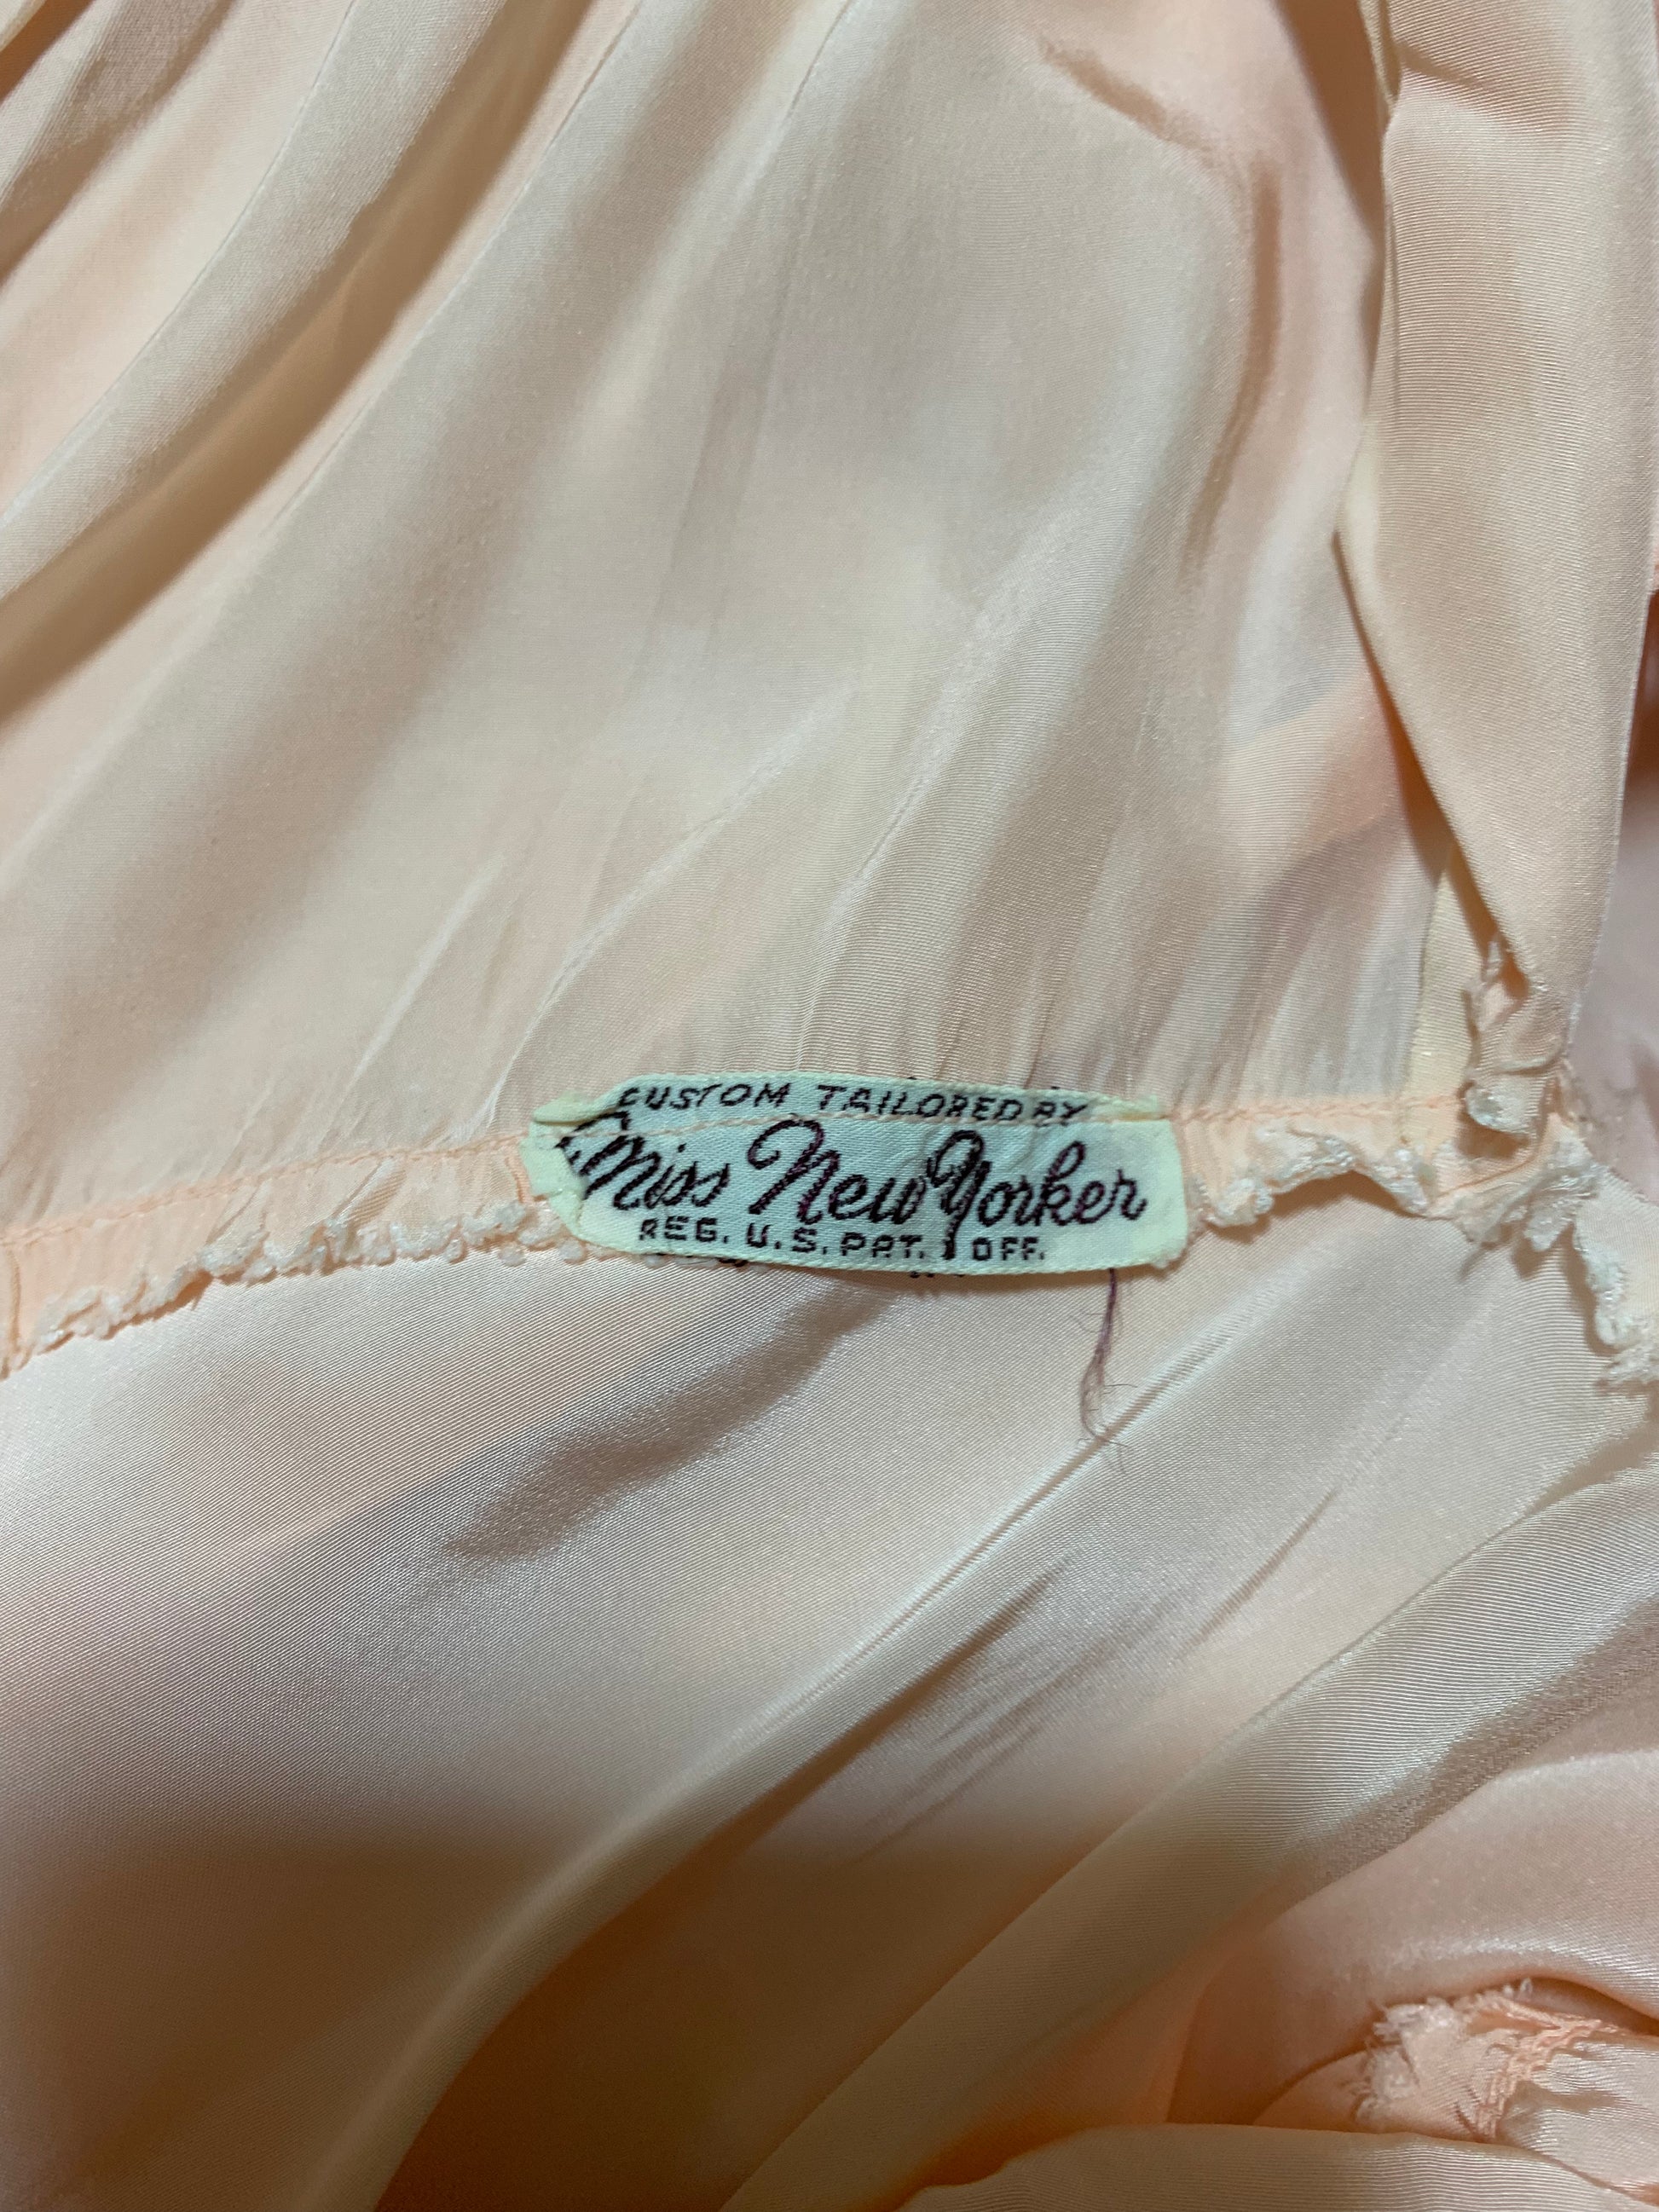 CUSTOM TAILORED BY
Miss New Yorker
REG. U.S. PAT. OFF.